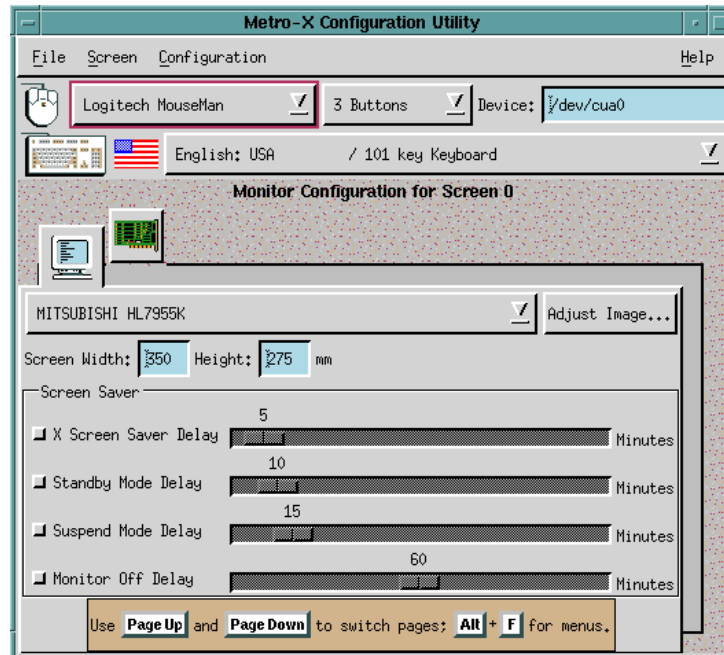 Metro-X Configuration Utility
File Screen Configuration Help
Logitech MouseMan 3 Buttons Device: /dev/cua0
English: USA / 101 key Keyboard
Monitor Configuration for Screen 0
MITSUBISHI HL7955K Adjust Image...
Screen Width: 350 Height: 275 mm
Screen Saver
5
X Screen Saver Delay Minutes
10
Standby Mode Delay Minutes
15
Suspend Mode Delay Minutes
60
Monitor Off Delay Minutes
Use Page Up and Page Down to switch pages; Alt + F for menus.